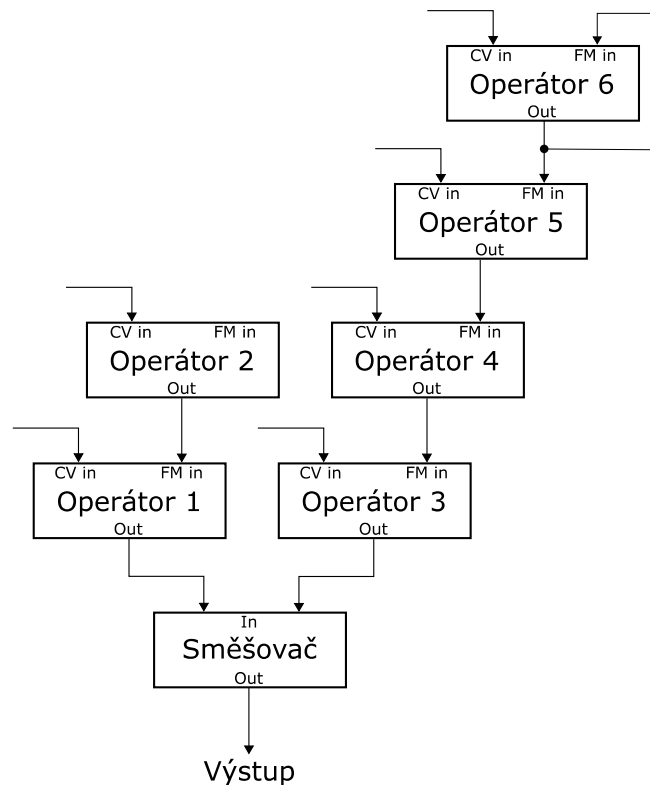 CV in FM in
Operátor 6
Out
CV in FM in
Operátor 5
Out
CV in FM in
Operátor 2
Out
CV in FM in
Operátor 4
Out
CV in FM in
Operátor 1
Out
CV in FM in
Operátor 3
Out
In
Směšovač
Out
Výstup